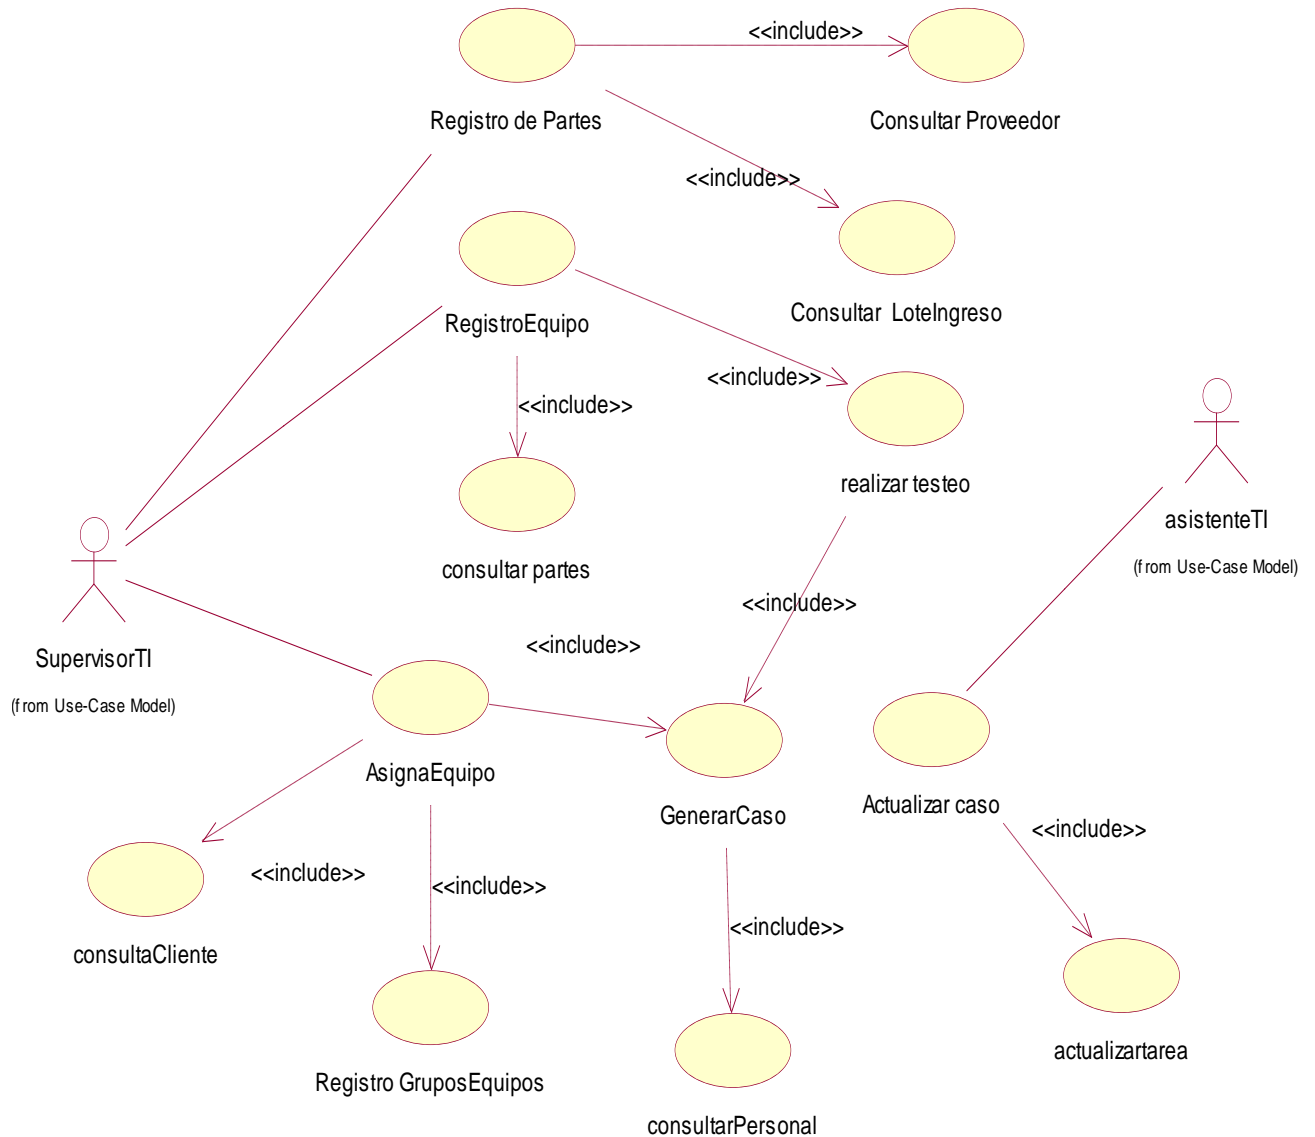 <<include>>
Registro de Partes
Consultar Proveedor
<<include>>
Consultar LoteIngreso
RegistroEquipo
<<include>>
<<include>>
realizar testeo
asistenteTI
(from Use-Case Model)
consultar partes
<<include>>
<<include>>
SupervisorTI
(from Use-Case Model)
AsignaEquipo
GenerarCaso
Actualizar caso
<<include>>
<<include>>
<<include>>
<<include>>
consultaCliente
actualizartarea
Registro GruposEquipos
consultarPersonal